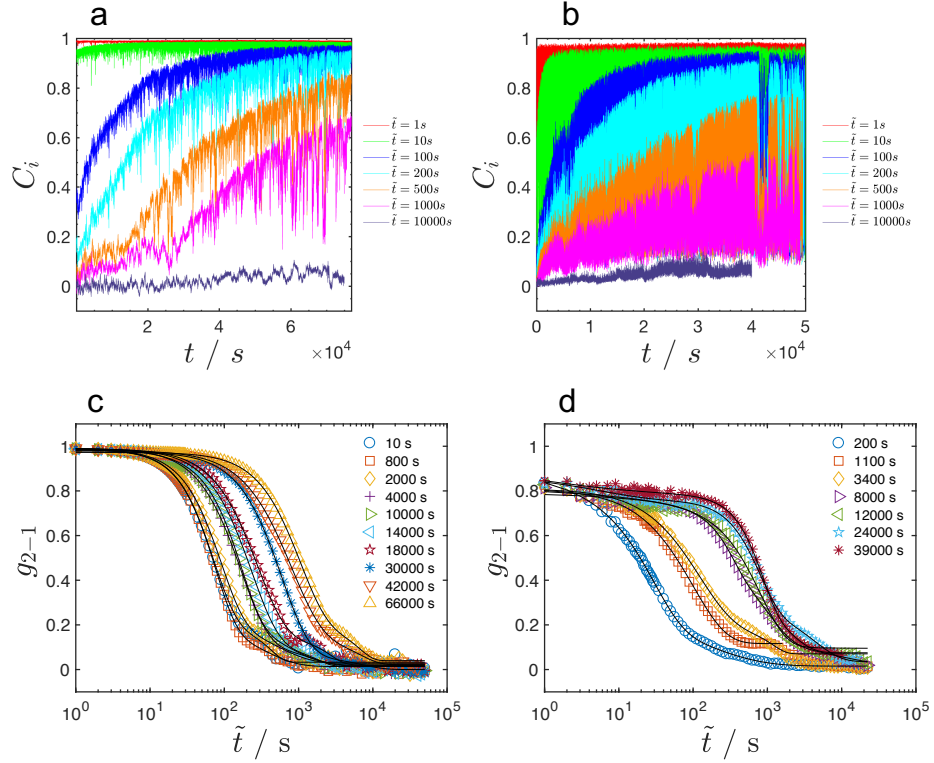 a
1
0.8
0.6
0.4
0.2
0
C_i
2
4
6
t / s
×10^4
t̃ = 1s
t̃ = 10s
t̃ = 100s
t̃ = 200s
t̃ = 500s
t̃ = 1000s
t̃ = 10000s
b
1
0.8
0.6
0.4
0.2
0
C_i
0
1
2
3
4
5
t / s
×10^4
t̃ = 1s
t̃ = 10s
t̃ = 100s
t̃ = 200s
t̃ = 500s
t̃ = 1000s
t̃ = 10000s
c
1
0.8
0.6
0.4
0.2
0
g_2−1
10^0
10^1
10^2
10^3
10^4
10^5
t̃ / s
10 s
800 s
2000 s
4000 s
10000 s
14000 s
18000 s
30000 s
42000 s
66000 s
d
1
0.8
0.6
0.4
0.2
0
g_2−1
10^0
10^1
10^2
10^3
10^4
10^5
t̃ / s
200 s
1100 s
3400 s
8000 s
12000 s
24000 s
39000 s